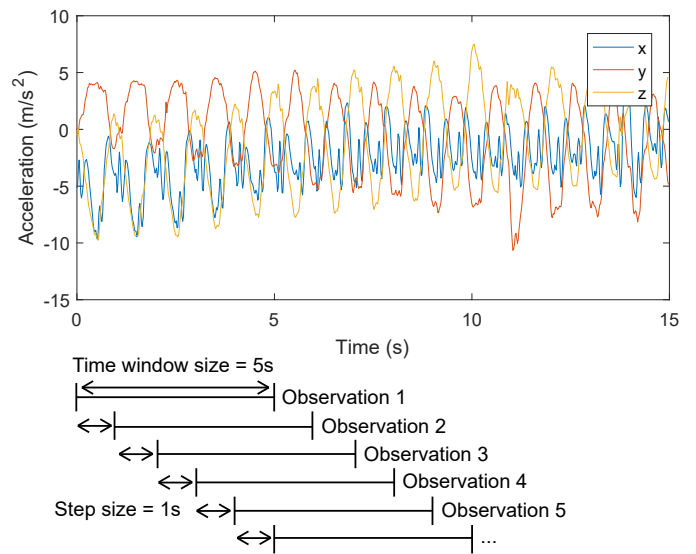 10
5
0
-5
-10
-15
Acceleration (m/s²)
x
y
z
0 5 10 15
Time (s)
Time window size = 5s
Observation 1
Observation 2
Observation 3
Observation 4
Step size = 1s Observation 5
...